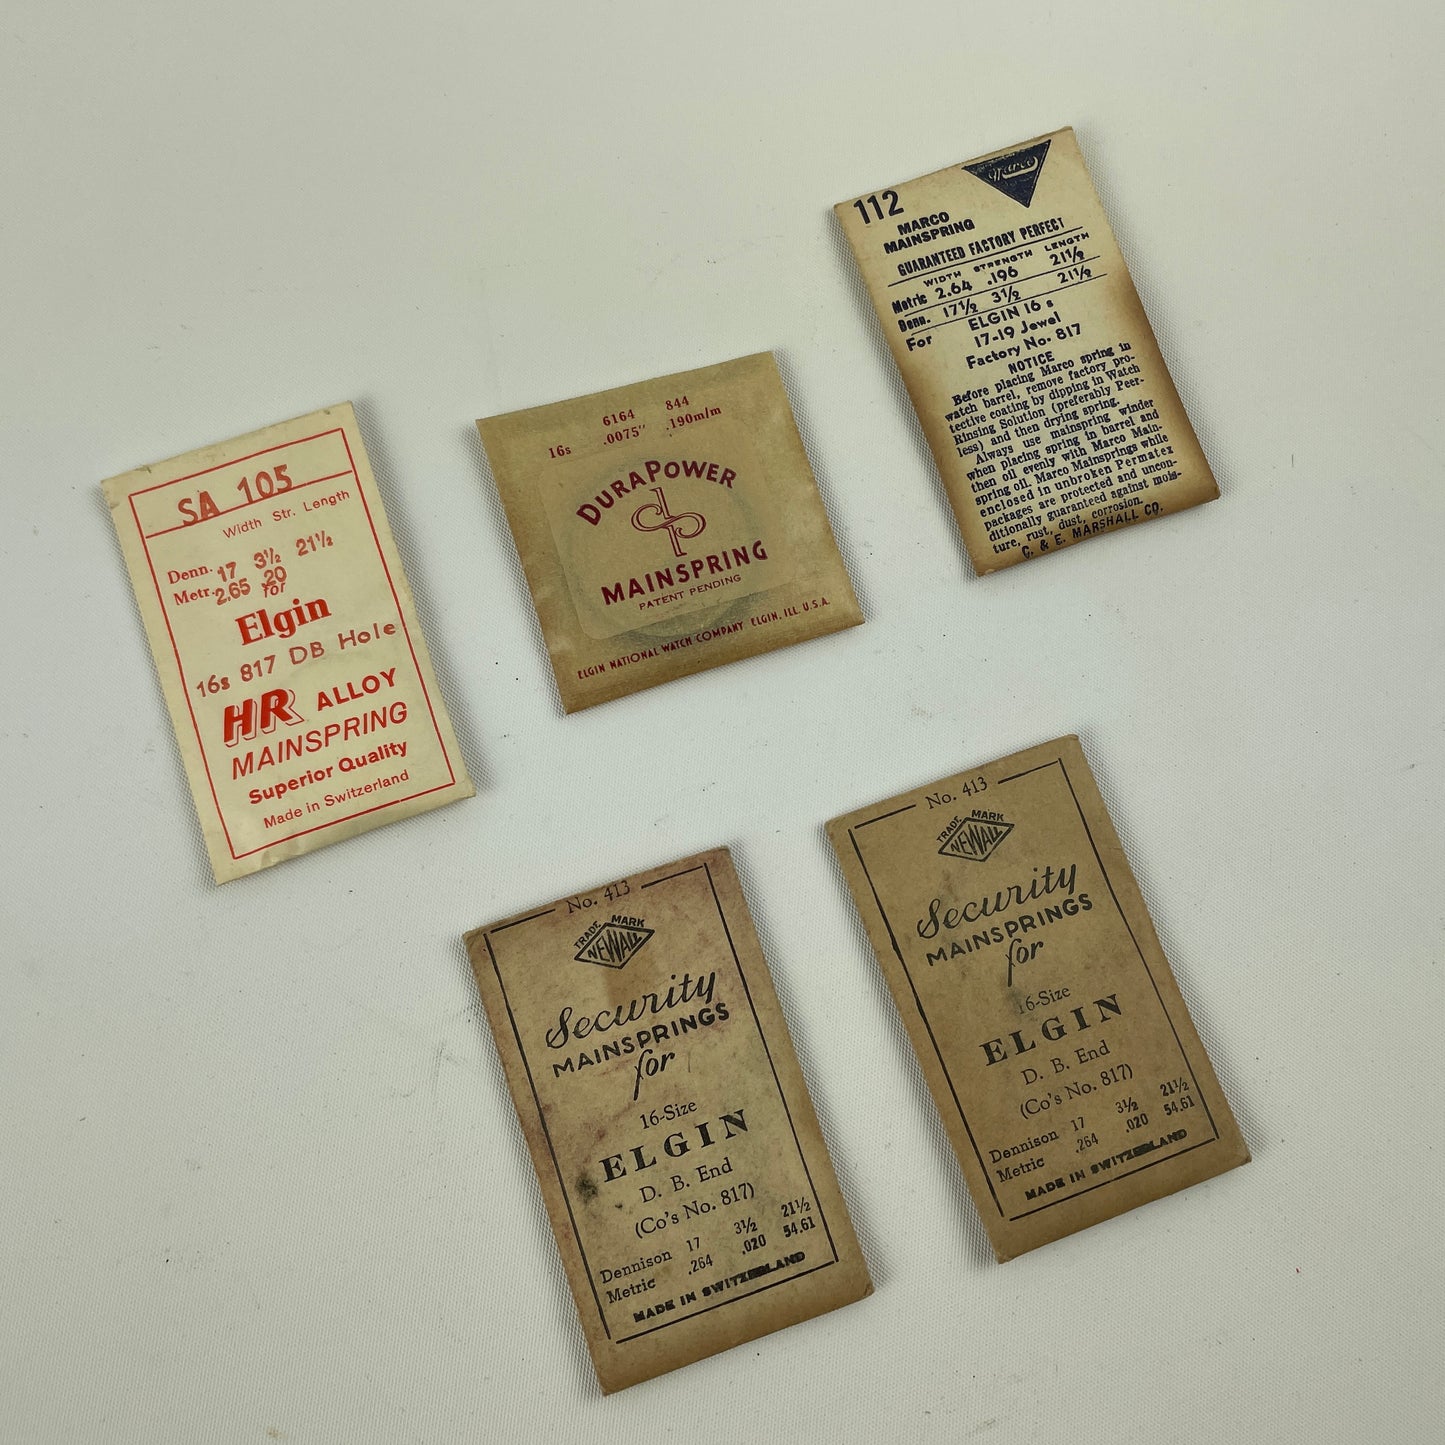 SA 105
Width Str. Length
Denn. 17 3½ 21½
Metr. 2.65 .20
for
Elgin
16s 817 DB Hole
HR ALLOY
MAINSPRING
Superior Quality
Made in Switzerland
6164 844
16s .0075" .190m/m
DURAPOWER
MAINSPRING
PATENT PENDING
ELGIN NATIONAL WATCH COMPANY ELGIN, ILL. U.S.A.
Marco
112
MARCO
MAINSPRING
GUARANTEED FACTORY PERFECT
WIDTH STRENGTH LENGTH
Metric 2.64 .196 21½
Denn. 17½ 3½ 21½
For ELGIN 16 s
17-19 Jewel
Factory No. 817
NOTICE
Before placing Marco spring in
watch barrel, remove factory pro-
tective coating by dipping in Watch
Rinsing Solution (preferably Peer-
less) and then drying spring.
Always use mainspring winder
when placing spring in barrel and
then oil evenly with Marco Main-
spring oil. Marco Mainsprings while
enclosed in unbroken Permatex
packages are protected and uncon-
ditionally guaranteed against mois-
ture, rust, dust, corrosion.
C. & E. MARSHALL CO.
No. 413
TRADE MARK
NEWALL
Security
MAINSPRINGS
for
16-Size
ELGIN
D. B. End
(Co's No. 817)
Dennison 17 3½ 21½
Metric .264 .020 54.61
MADE IN SWITZERLAND
No. 413
TRADE MARK
NEWALL
Security
MAINSPRINGS
for
16-Size
ELGIN
D. B. End
(Co's No. 817)
Dennison 17 3½ 21½
Metric .264 .020 54.61
MADE IN SWITZERLAND